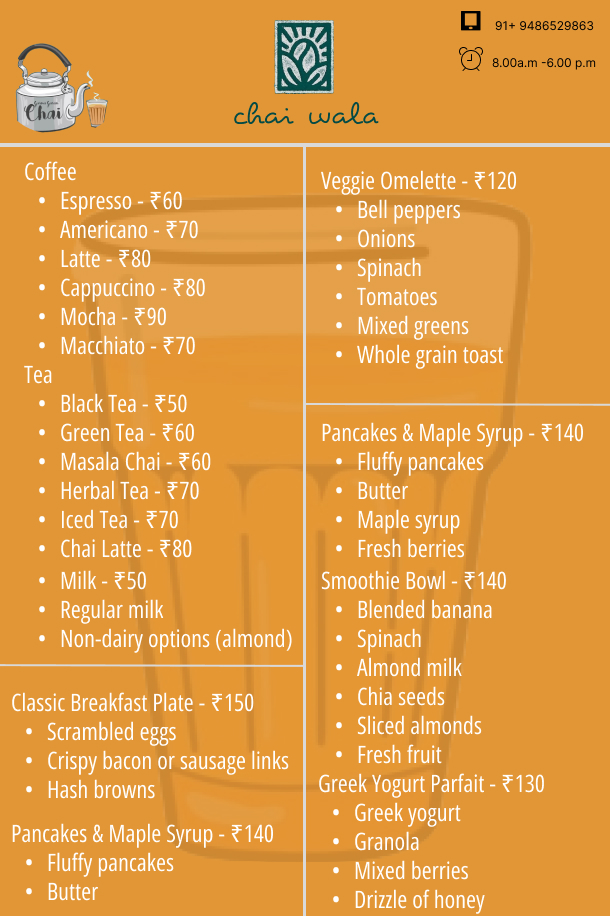 91+ 9486529863
8.00a.m -6.00 p.m
Chai
chai wala
Coffee
• Espresso - ₹60
• Americano - ₹70
• Latte - ₹80
• Cappuccino - ₹80
• Mocha - ₹90
• Macchiato - ₹70
Tea
• Black Tea - ₹50
• Green Tea - ₹60
• Masala Chai - ₹60
• Herbal Tea - ₹70
• Iced Tea - ₹70
• Chai Latte - ₹80
• Milk - ₹50
• Regular milk
• Non-dairy options (almond)
Classic Breakfast Plate - ₹150
• Scrambled eggs
• Crispy bacon or sausage links
• Hash browns
Pancakes & Maple Syrup - ₹140
• Fluffy pancakes
• Butter
Veggie Omelette - ₹120
• Bell peppers
• Onions
• Spinach
• Tomatoes
• Mixed greens
• Whole grain toast
Pancakes & Maple Syrup - ₹140
• Fluffy pancakes
• Butter
• Maple syrup
• Fresh berries
Smoothie Bowl - ₹140
• Blended banana
• Spinach
• Almond milk
• Chia seeds
• Sliced almonds
• Fresh fruit
Greek Yogurt Parfait - ₹130
• Greek yogurt
• Granola
• Mixed berries
• Drizzle of honey